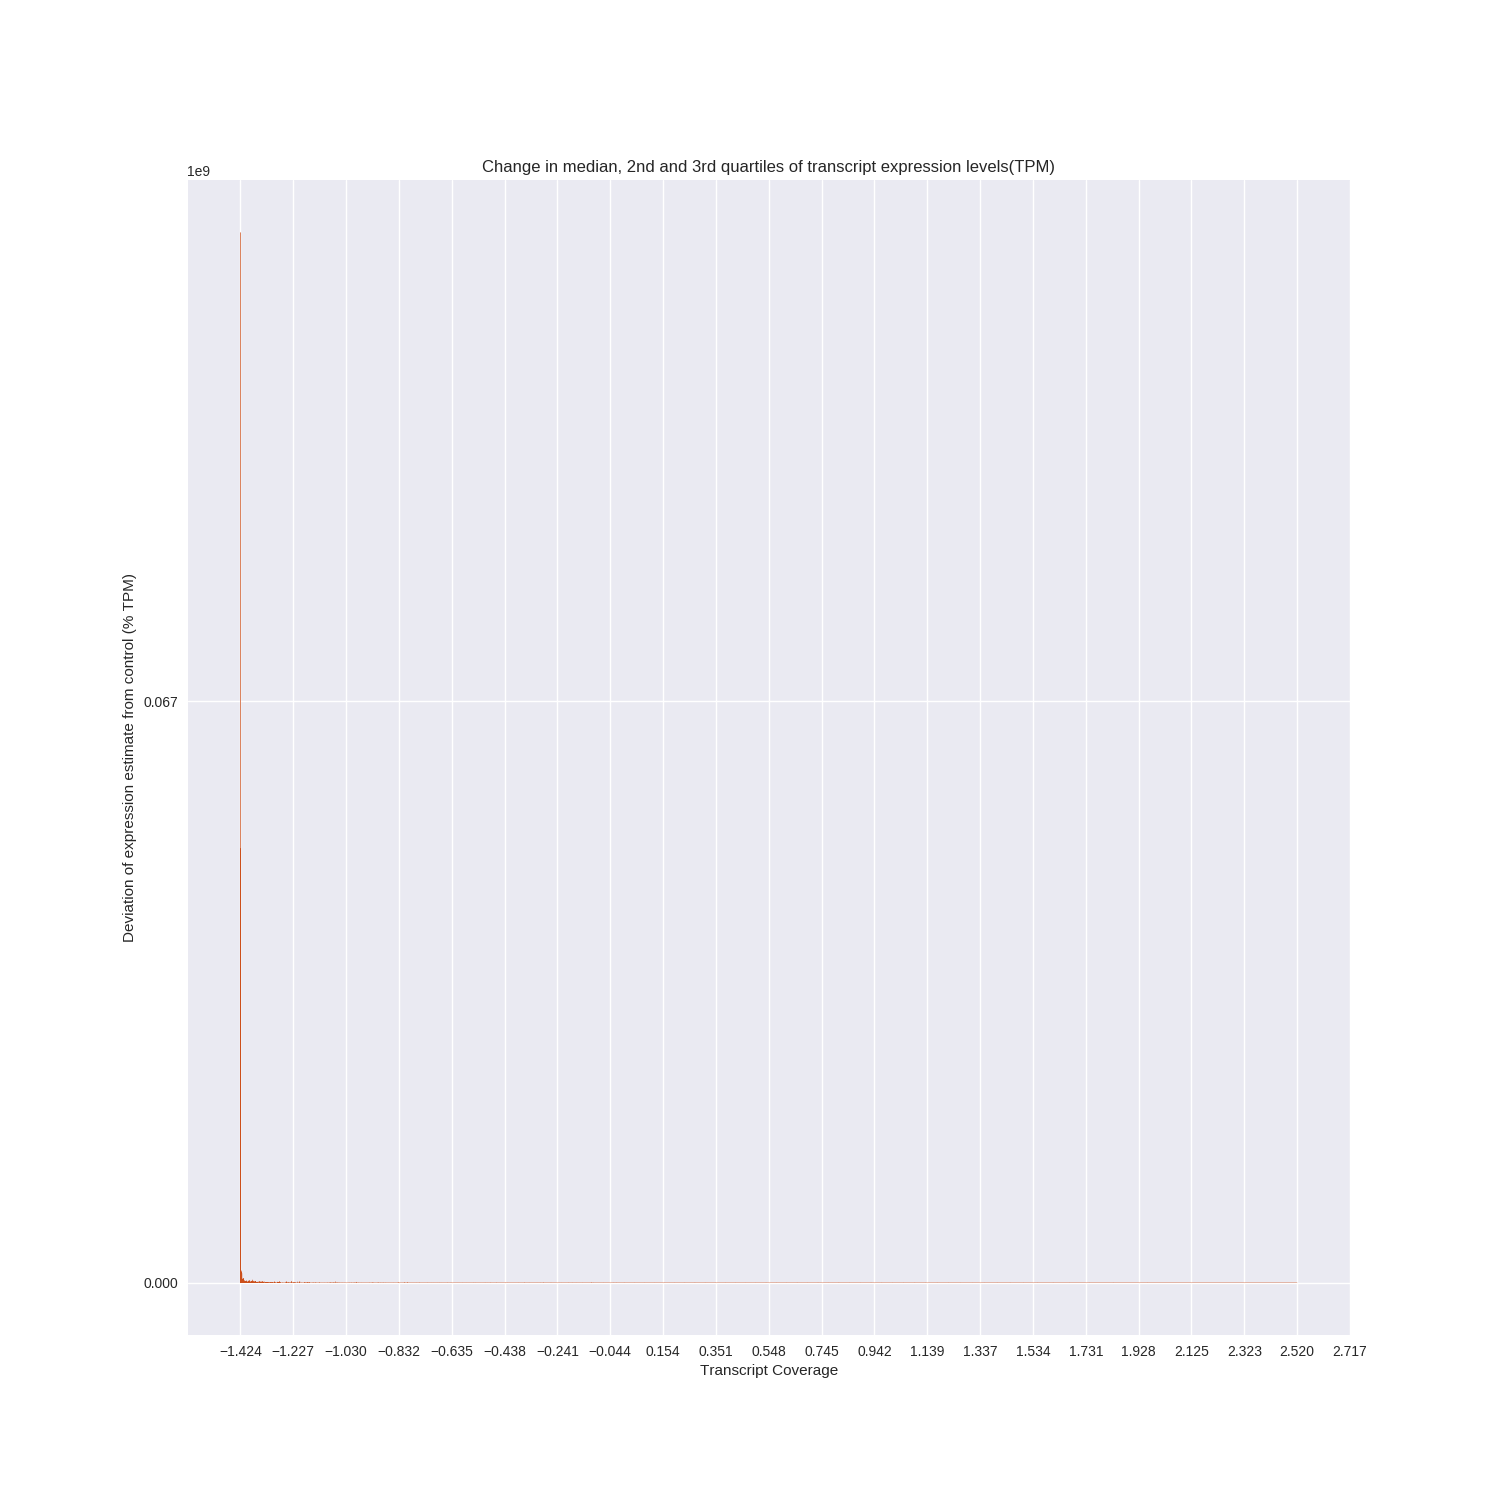 Change in median, 2nd and 3rd quartiles of transcript expression levels(TPM)
1e9
Deviation of expression estimate from control (% TPM)
0.067
0.000
−1.424 −1.227 −1.030 −0.832 −0.635 −0.438 −0.241 −0.044 0.154 0.351 0.548 0.745 0.942 1.139 1.337 1.534 1.731 1.928 2.125 2.323 2.520 2.717
Transcript Coverage